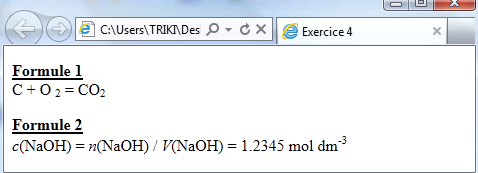 C:\Users\TRIKI\Des
Exercice 4
Formule 1
C + O ₂ = CO₂
Formule 2
c(NaOH) = n(NaOH) / V(NaOH) = 1.2345 mol dm⁻³